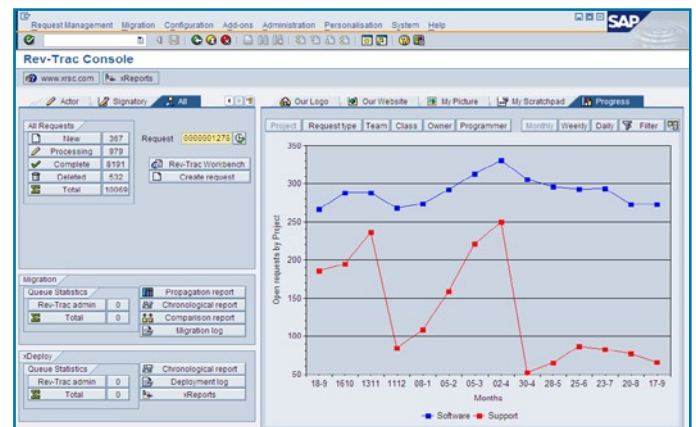 Request Management Migration Configuration Add-ons Administration Personalisation System Help
SAP
Rev-Trac Console
www.xrsc.com xReports
Actor Signatory All
Our Logo Our Website My Picture My Scratchpad Progress
All Requests
New 367
Processing 979
Complete 8191
Deleted 532
Total 10069
Request 0000001278
Rev-Trac Workbench
Create request
Project Request type Team Class Owner Programmer Monthly Weekly Daily Filter
Migration
Queue Statistics
Rev-Trac admin 0
Total 0
Propagation report
Chronological report
Comparison report
Migration log
xDeploy
Queue Statistics
Rev-Trac admin 0
Total 0
Chronological report
Deployment log
xReports
Open requests by Project
350
300
250
200
150
100
50
18-9 1610 1311 1112 08-1 05-2 05-3 02-4 30-4 28-5 25-6 23-7 20-8 17-9
Months
Software Support